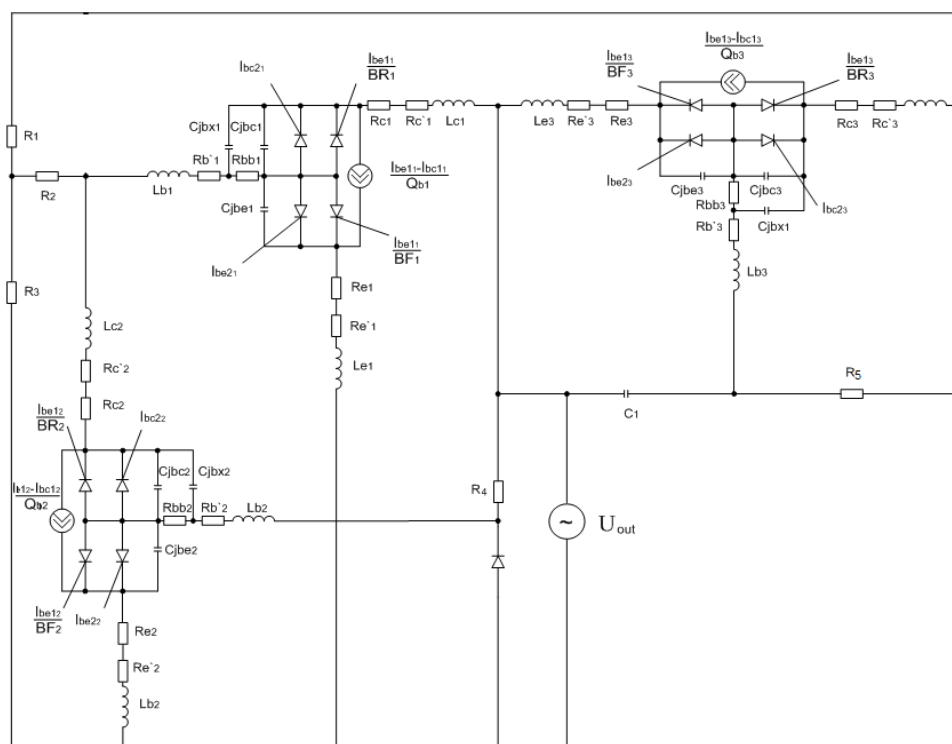 Ibe13-Ibc13
Qb3
Ibe13
BF3
Ibe13
BR3
Ibc21
Ibe11
BR1
Cjbx1
Cjbc1
Rc1
Rc`1
Lc1
Le3
Re`3
Re3
Rc3
Rc`3
R1
Rb`1
Rbb1
Ibe11-Ibc11
Qb1
Ibe23
Cjbe3
Cjbc3
R2
Lb1
Cjbe1
Rbb3
Ibc23
Rb`3
Cjbx1
Ibe21
Ibe11
BF1
Lb3
R3
Re1
Re`1
Lc2
Le1
Rc`2
R5
Rc2
C1
Ibe12
BR2
Ibc22
Cjbc2
Cjbx2
R4
Qb2
Rbb2
Rb`2
Lb2
~
Uout
Cjbe2
Ibe12
BF2
Ibe22
Re2
Re`2
Lb2